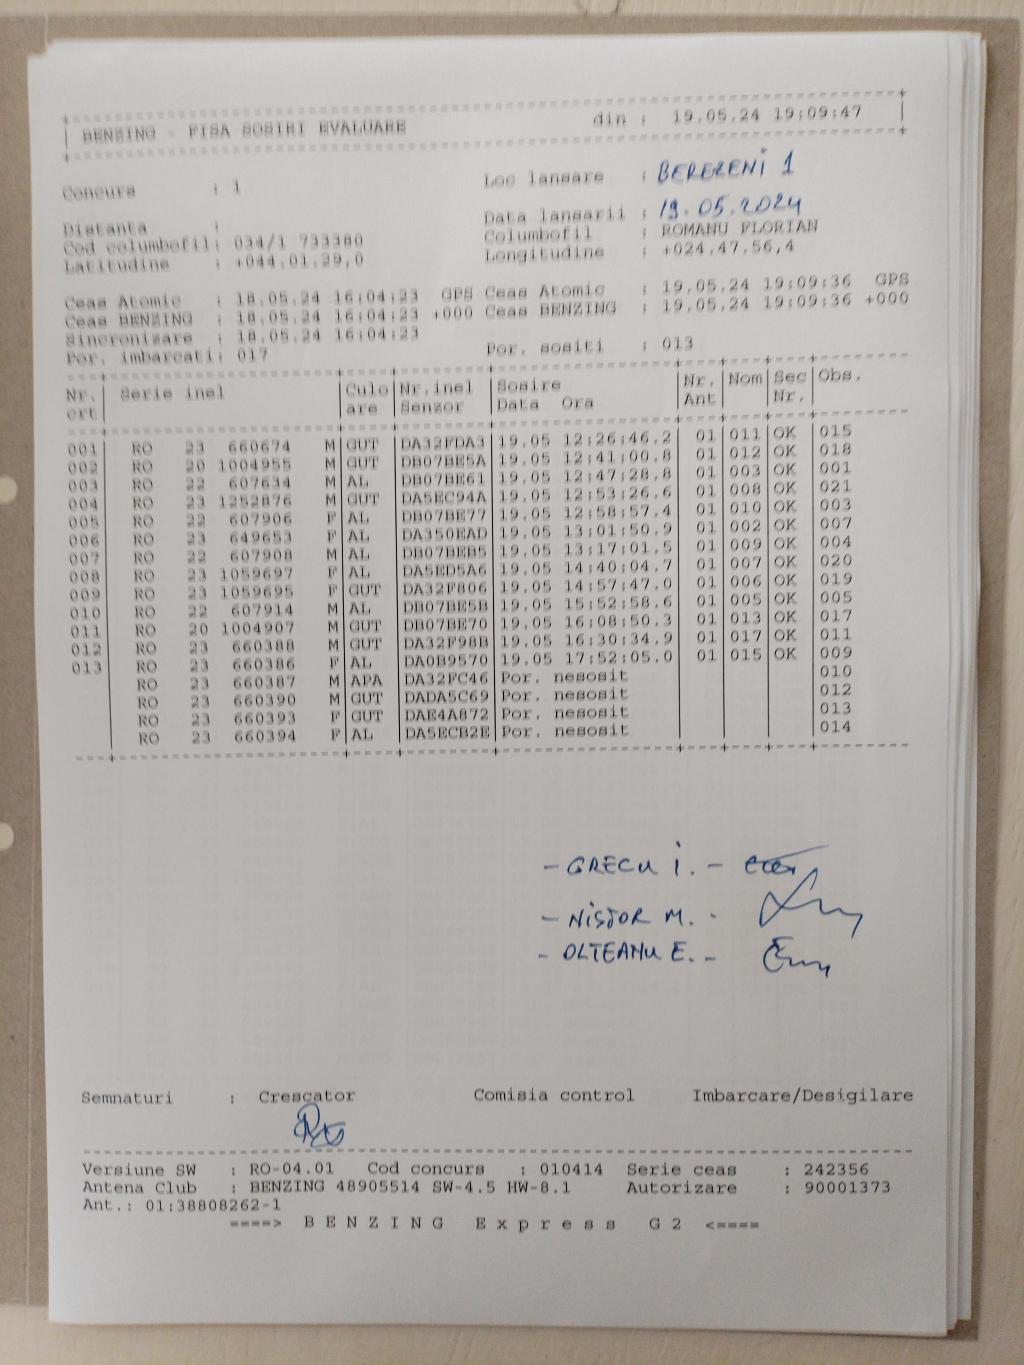 BENZING - FISA SOSIRI EVALUARE din : 19.05.24 19:09:47
Concurs : 1 Loc lansare : BEREZENI 1
Distanta : Data lansarii : 19.05.2024
Cod columbofil: 034/1 733380 Columbofil : ROMANU FLORIAN
Latitudine : +044.01.29,0 Longitudine : +024.47.56,4
Ceas Atomic : 18.05.24 16:04:23 GPS Ceas Atomic : 19.05.24 19:09:36 GPS
Ceas BENZING : 18.05.24 16:04:23 +000 Ceas BENZING : 19.05.24 19:09:36 +000
Sincronizare : 18.05.24 16:04:23
Por. imbarcati: 017 Por. sositi : 013
Nr. Serie inel Culo Nr.inel Sosire Nr. Nom Sec Obs.
crt are Senzor Data Ora Ant Nr.
001 RO 23 660674 M GUT DA32FDA3 19.05 12:26:46.2 01 011 OK 015
002 RO 20 1004955 M GUT DB07BE5A 19.05 12:41:00.8 01 012 OK 018
003 RO 22 607634 M AL DB07BE61 19.05 12:47:28.8 01 003 OK 001
004 RO 23 1252876 M GUT DA5EC94A 19.05 12:53:26.6 01 008 OK 021
005 RO 22 607906 F AL DB07BE77 19.05 12:58:57.4 01 010 OK 003
006 RO 23 649653 F AL DA350EAD 19.05 13:01:50.9 01 002 OK 007
007 RO 22 607908 M AL DB07BEB5 19.05 13:17:01.5 01 009 OK 004
008 RO 23 1059697 F AL DA5ED5A6 19.05 14:40:04.7 01 007 OK 020
009 RO 23 1059695 F GUT DA32F806 19.05 14:57:47.0 01 006 OK 019
010 RO 22 607914 M AL DB07BE5B 19.05 15:52:58.6 01 005 OK 005
011 RO 20 1004907 M GUT DB07BE70 19.05 16:08:50.3 01 013 OK 017
012 RO 23 660388 M GUT DA32F98B 19.05 16:30:34.9 01 017 OK 011
013 RO 23 660386 F AL DA0B9570 19.05 17:52:05.0 01 015 OK 009
RO 23 660387 M APA DA32FC46 Por. nesosit 010
RO 23 660390 M GUT DADA5C69 Por. nesosit 012
RO 23 660393 F GUT DAE4A872 Por. nesosit 013
RO 23 660394 F AL DA5ECB2E Por. nesosit 014
- GRECU I. -
- NISTOR M. -
- OLTEANU E. -
Semnaturi : Crescator Comisia control Imbarcare/Desigilare
Versiune SW : RO-04.01 Cod concurs : 010414 Serie ceas : 242356
Antena Club : BENZING 48905514 SW-4.5 HW-8.1 Autorizare : 90001373
Ant.: 01:38808262-1
====> B E N Z I N G E x p r e s s G 2 <====